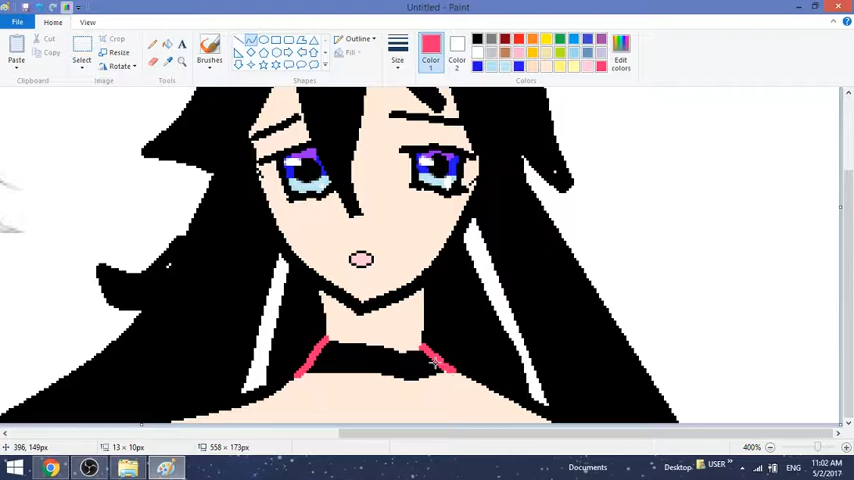 Untitled - Paint
File
Home
View
Paste
Cut
Copy
Clipboard
Select
Crop
Resize
Rotate
Image
A
Tools
Brushes
Outline
Fill
Shapes
Size
Color 1
Color 2
Edit colors
Colors
396, 149px
13 × 10px
558 × 173px
400%
Documents
Desktop
USER
ENG
11:02 AM
5/2/2017